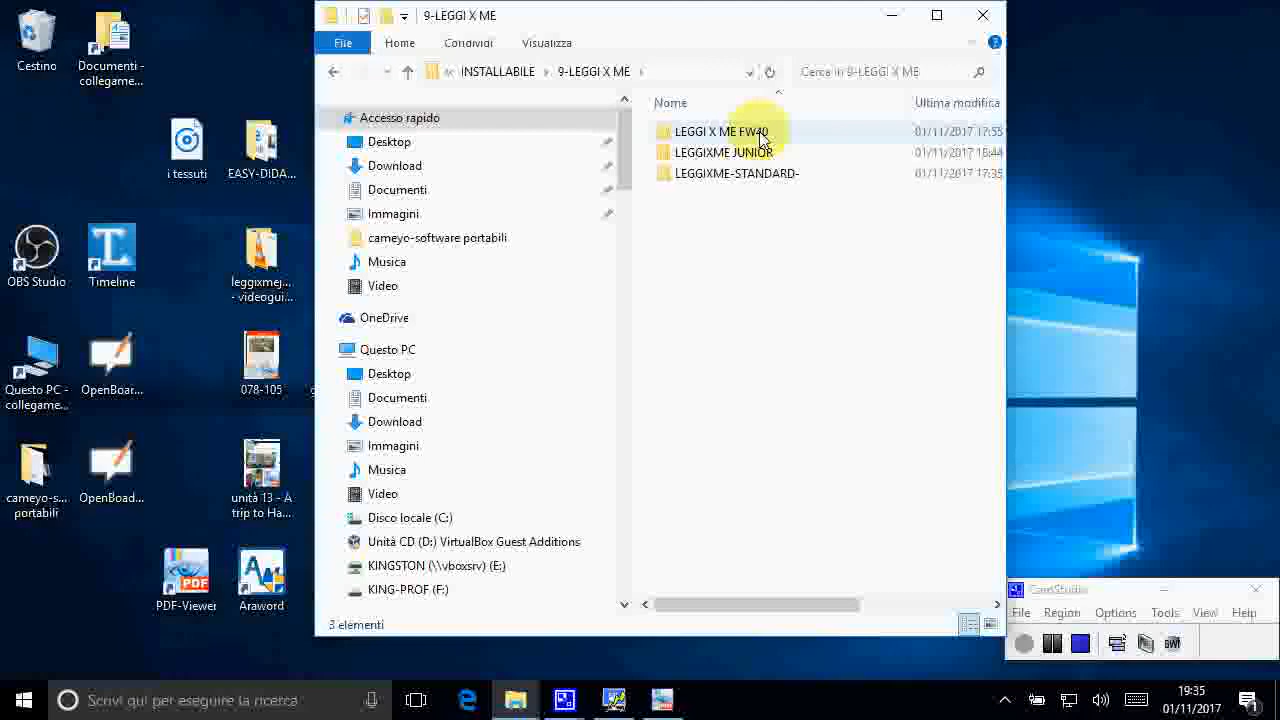 9-LEGGI X ME
File Home Condividi Visualizza
« INSTALLABILE › 9-LEGGI X ME ›
Cerca in 9-LEGGI X ME
Nome Ultima modifica
LEGGI X ME FW40 01/11/2017 17:55
LEGGIXME JUNIOR
LEGGIXME-STANDARD- 01/11/2017 17:35
Accesso rapido
Desktop
Download
Documenti
Immagini
cameyo-software portabili
Musica
Video
OneDrive
Questo PC
Desktop
Documenti
Download
Immagini
Musica
Video
Disco locale (C:)
Unità CD (D:) VirtualBox Guest Additions
KINGSTON (\\vboxsrv) (E:)
KING-PROF (F:)
3 elementi
Cestino
Documenti -
collegame...
i tessuti
EASY-DIDA...
OBS Studio
Timeline
leggixmej...
- videogui...
Questo PC -
collegame...
OpenBoar...
078-105
cameyo-s...
portabili
OpenBoad...
unità 13 - A
trip to Ha...
PDF
PDF-Viewer
Araword
CamStudio
File Region Options Tools View Help
Scrivi qui per eseguire la ricerca
19:35
01/11/2017